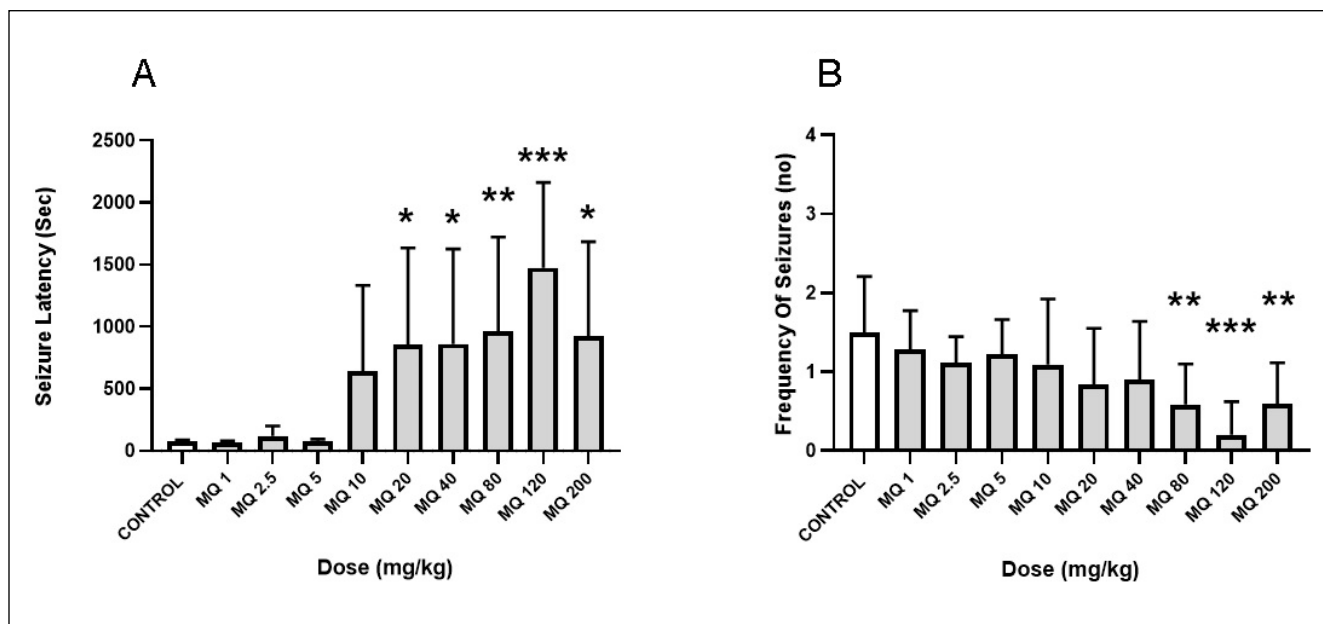 A
Seizure Latency (Sec)
2500
2000
1500
1000
500
0
*
*
**
***
*
CONTROL
MQ 1
MQ 2.5
MQ 5
MQ 10
MQ 20
MQ 40
MQ 80
MQ 120
MQ 200
Dose (mg/kg)
B
Frequency Of Seizures (no)
4
3
2
1
0
**
***
**
CONTROL
MQ 1
MQ 2.5
MQ 5
MQ 10
MQ 20
MQ 40
MQ 80
MQ 120
MQ 200
Dose (mg/kg)